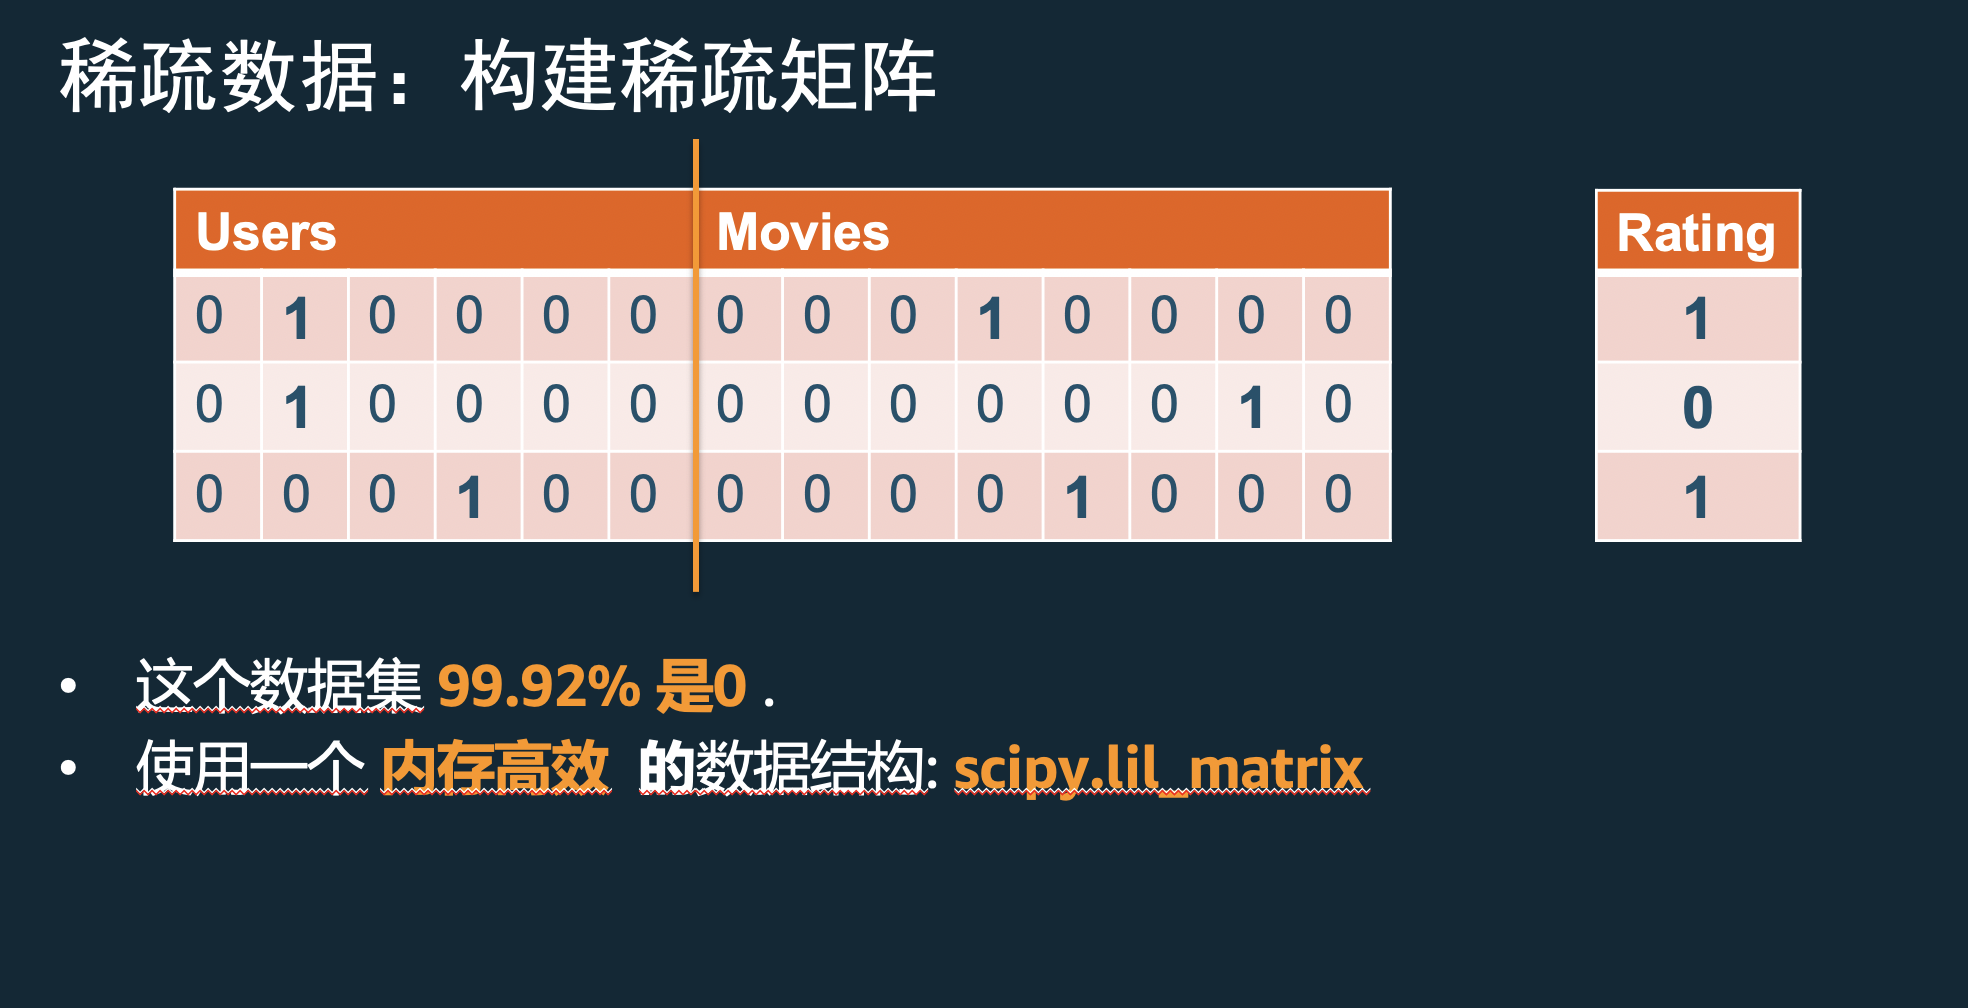 稀疏数据：构建稀疏矩阵
Users Movies Rating
0 1 0 0 0 0 0 0 0 1 0 0 0 0 1
0 1 0 0 0 0 0 0 0 0 0 0 1 0 0
0 0 0 1 0 0 0 0 0 0 1 0 0 0 1
• 这个数据集 99.92% 是0 .
• 使用一个 内存高效 的数据结构: scipy.lil_matrix